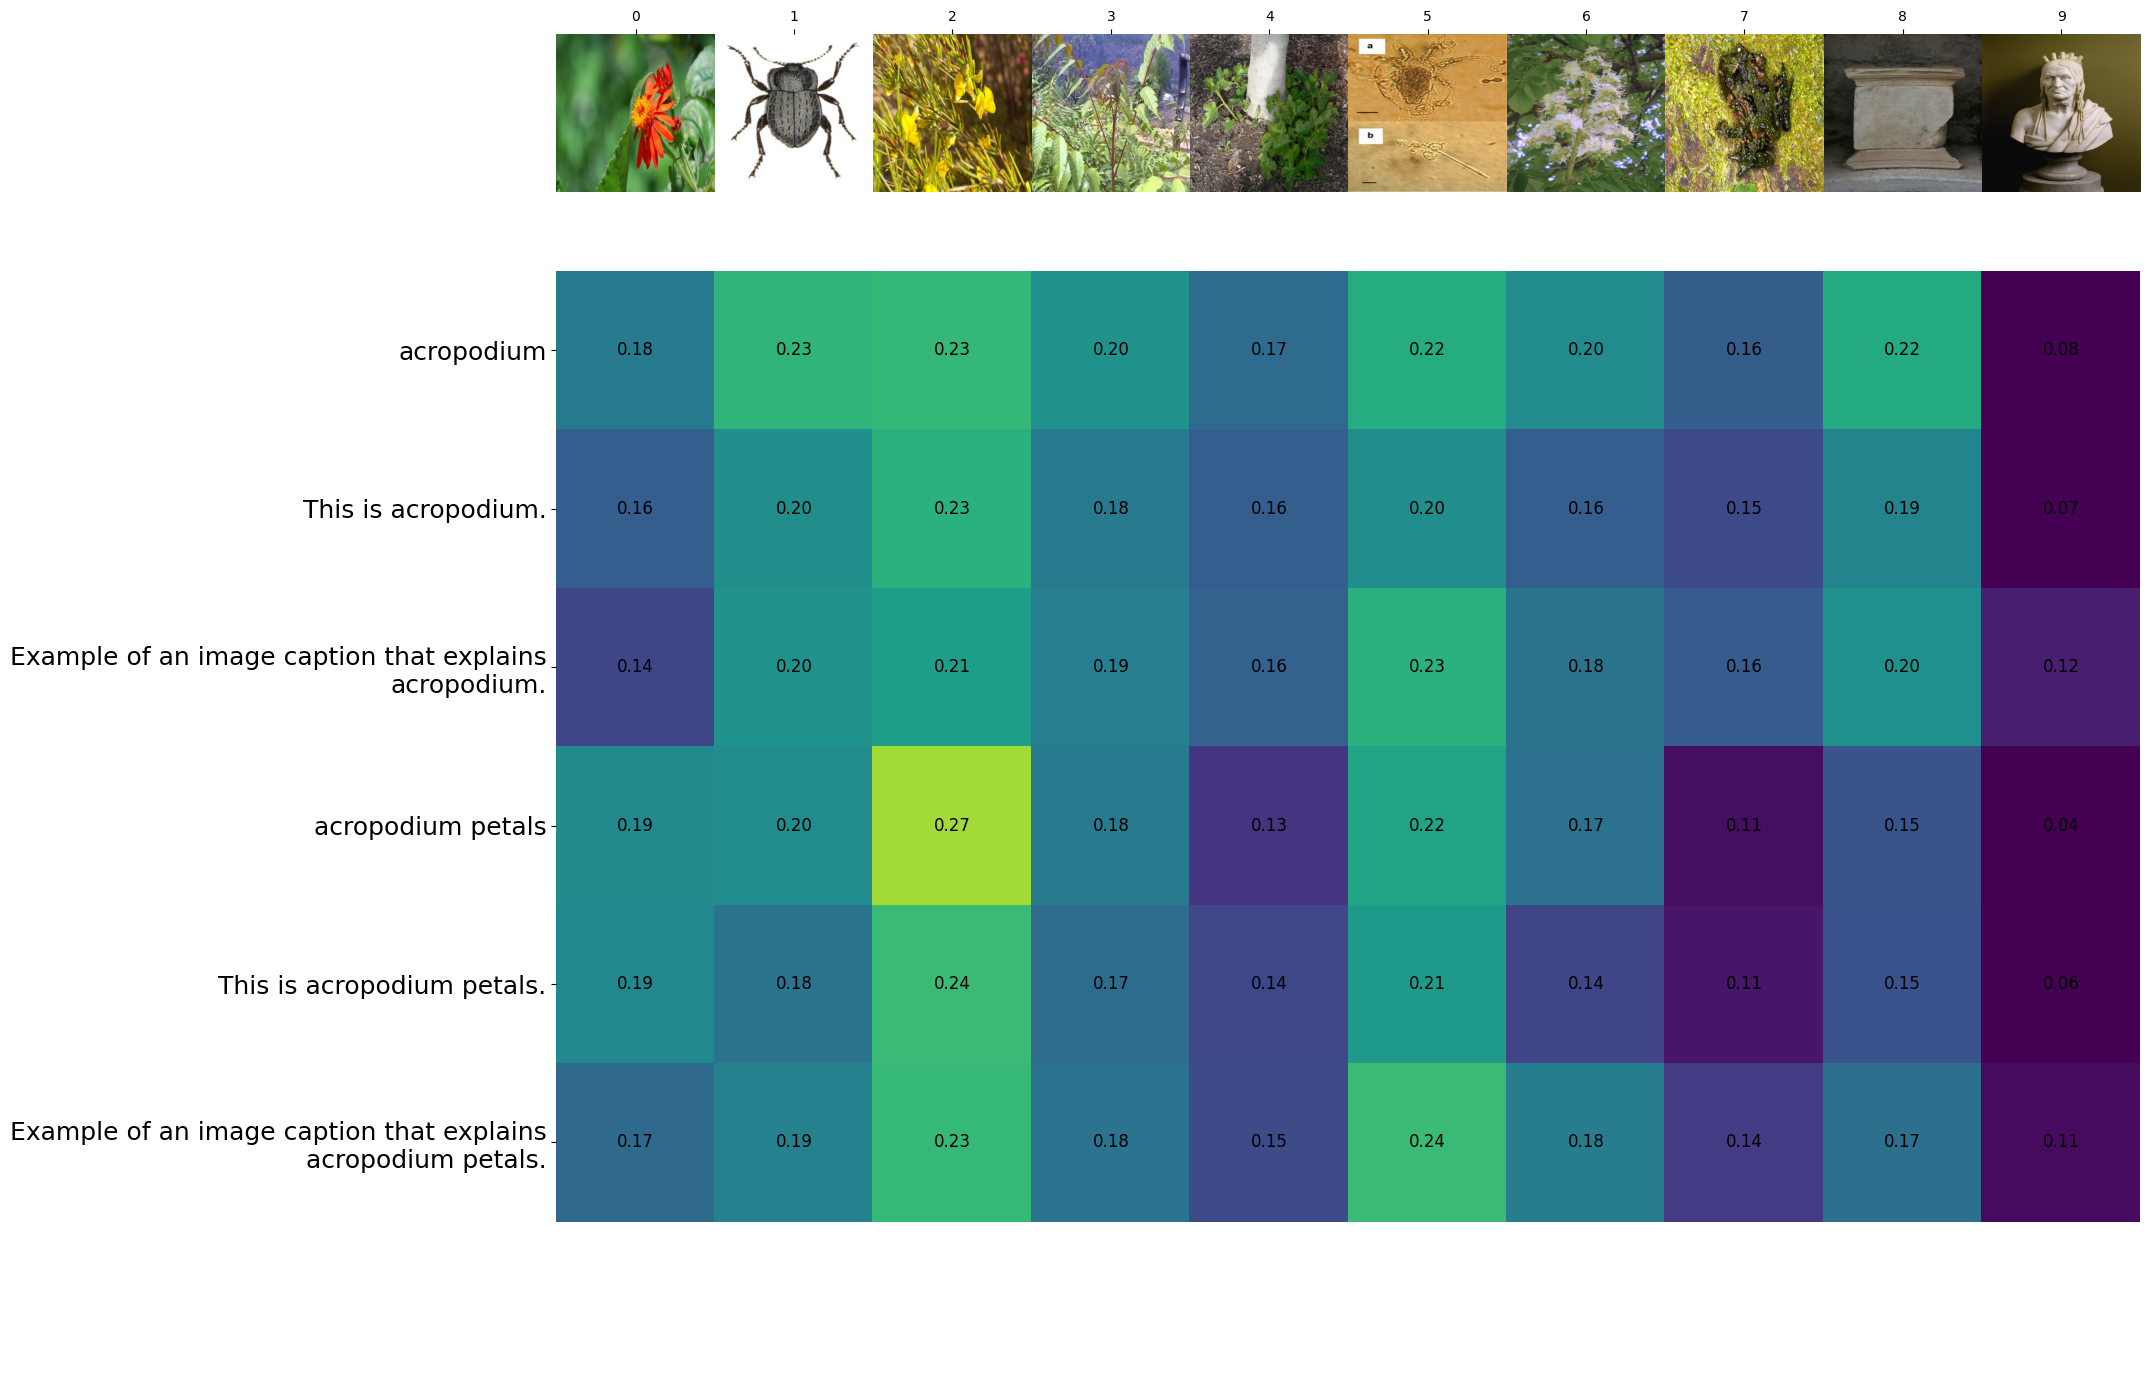 0 1 2 3 4 5 6 7 8 9
a
b
acropodium 0.18 0.23 0.23 0.20 0.17 0.22 0.20 0.16 0.22 0.08
This is acropodium. 0.16 0.20 0.23 0.18 0.16 0.20 0.16 0.15 0.19 0.07
Example of an image caption that explains
acropodium. 0.14 0.20 0.21 0.19 0.16 0.23 0.18 0.16 0.20 0.12
acropodium petals 0.19 0.20 0.27 0.18 0.13 0.22 0.17 0.11 0.15 0.04
This is acropodium petals. 0.19 0.18 0.24 0.17 0.14 0.21 0.14 0.11 0.15 0.06
Example of an image caption that explains
acropodium petals. 0.17 0.19 0.23 0.18 0.15 0.24 0.18 0.14 0.17 0.11